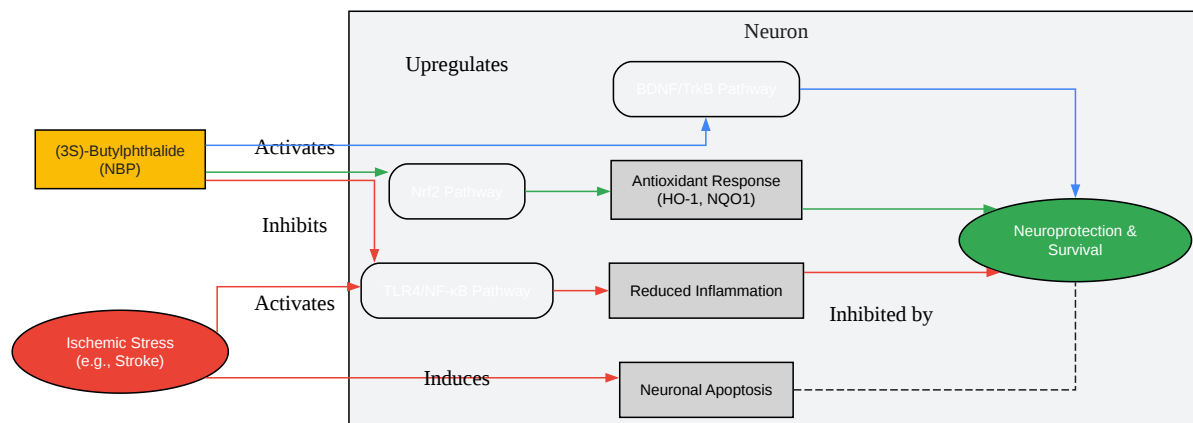 Neuron
Upregulates
BDNF/TrkB Pathway
(3S)-Butylphthalide
(NBP)
Activates
Nrf2 Pathway
Antioxidant Response
(HO-1, NQO1)
Neuroprotection &
Survival
Inhibits
TLR4/NF-κB Pathway
Reduced Inflammation
Activates
Inhibited by
Ischemic Stress
(e.g., Stroke)
Induces
Neuronal Apoptosis